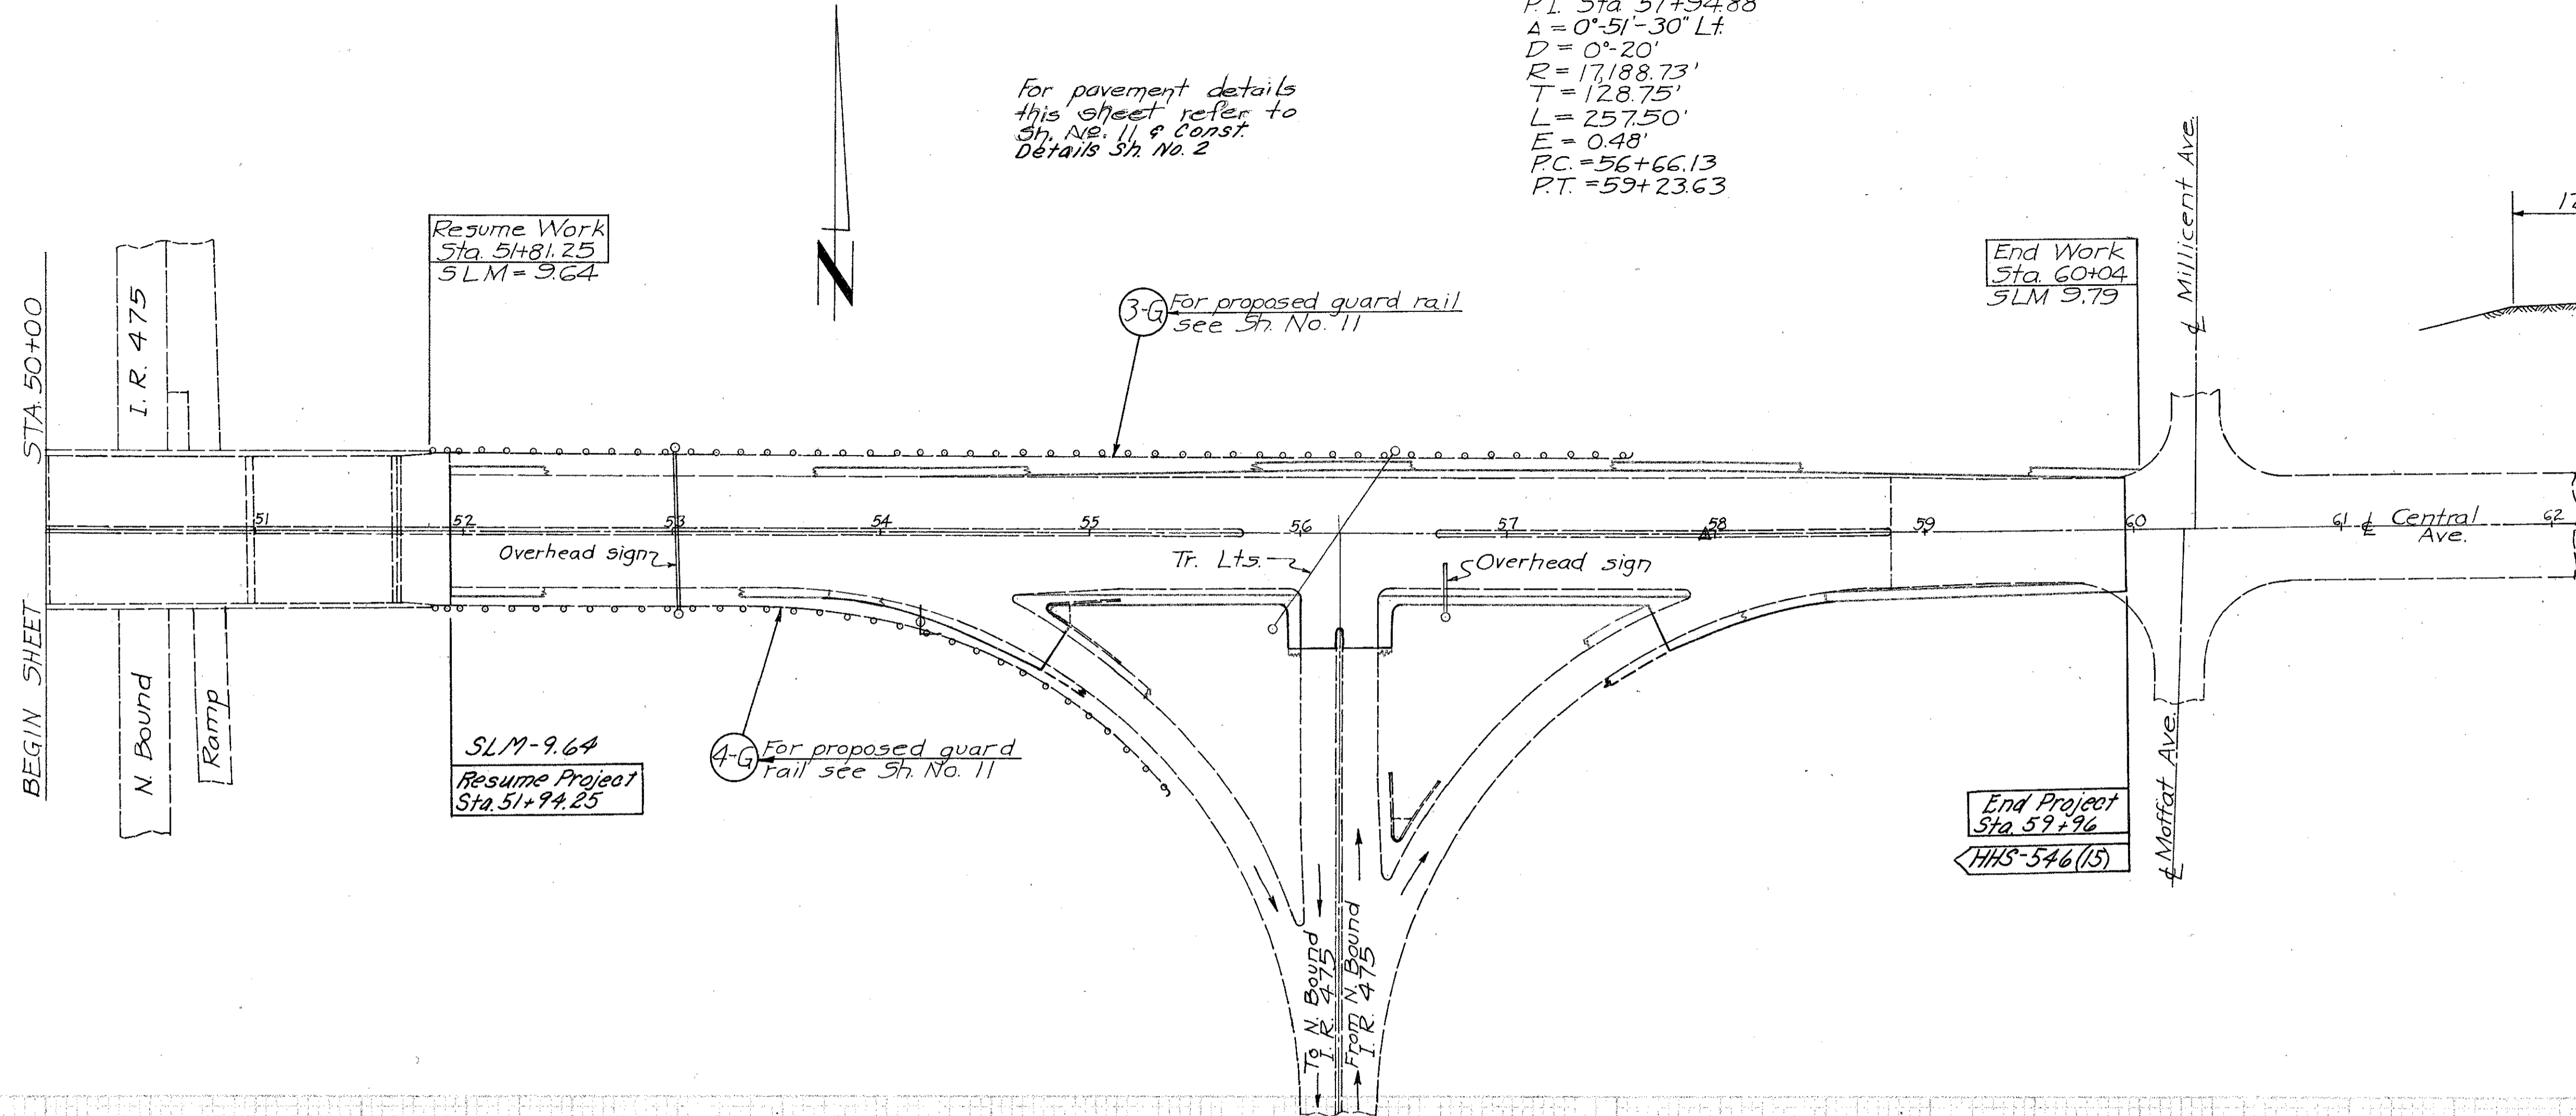 P.I. Sta 57+94.88
Δ = 0°-51'-30" Lt.
D = 0°-20'
R = 17,188.73'
T = 128.75'
L = 257.50'
E = 0.48'
P.C. = 56+66.13
P.T. = 59+23.63
For pavement details
this sheet refer to
Sh. No. 11 & Const.
Details Sh. No. 2
Resume Work
Sta. 51+81.25
SLM = 9.64
N
3-G
For proposed guard rail
see Sh. No. 11
End Work
Sta. 60+04
SLM 9.79
℄ Millicent Ave.
12
BEGIN SHEET STA. 50+00
I. R. 475
51
52
53
54
55
56
57
58
59
60
61
℄ Central
Ave.
62
Overhead sign
Tr. Lts.
Overhead sign
N. Bound
Ramp
SLM-9.64
Resume Project
Sta. 51+94.25
4-G
For proposed guard
rail see Sh. No. 11
To N. Bound
I. R. 475
From N. Bound
I. R. 475
End Project
Sta. 59+96
HHS-546(15)
℄ Moffat Ave.